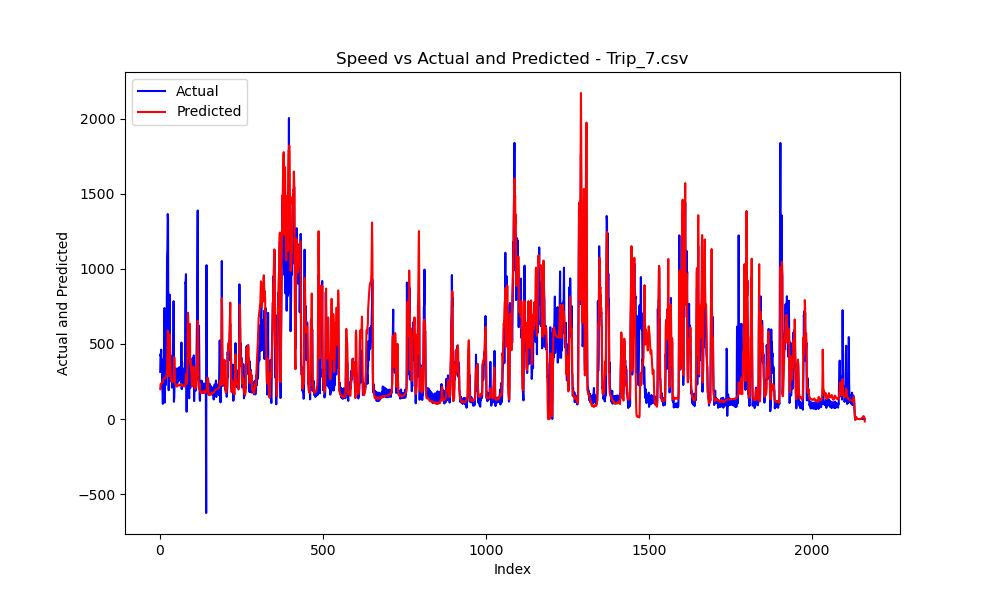 Speed vs Actual and Predicted - Trip_7.csv
Actual
Predicted
2000
1500
1000
500
0
−500
Actual and Predicted
0
500
1000
1500
2000
Index